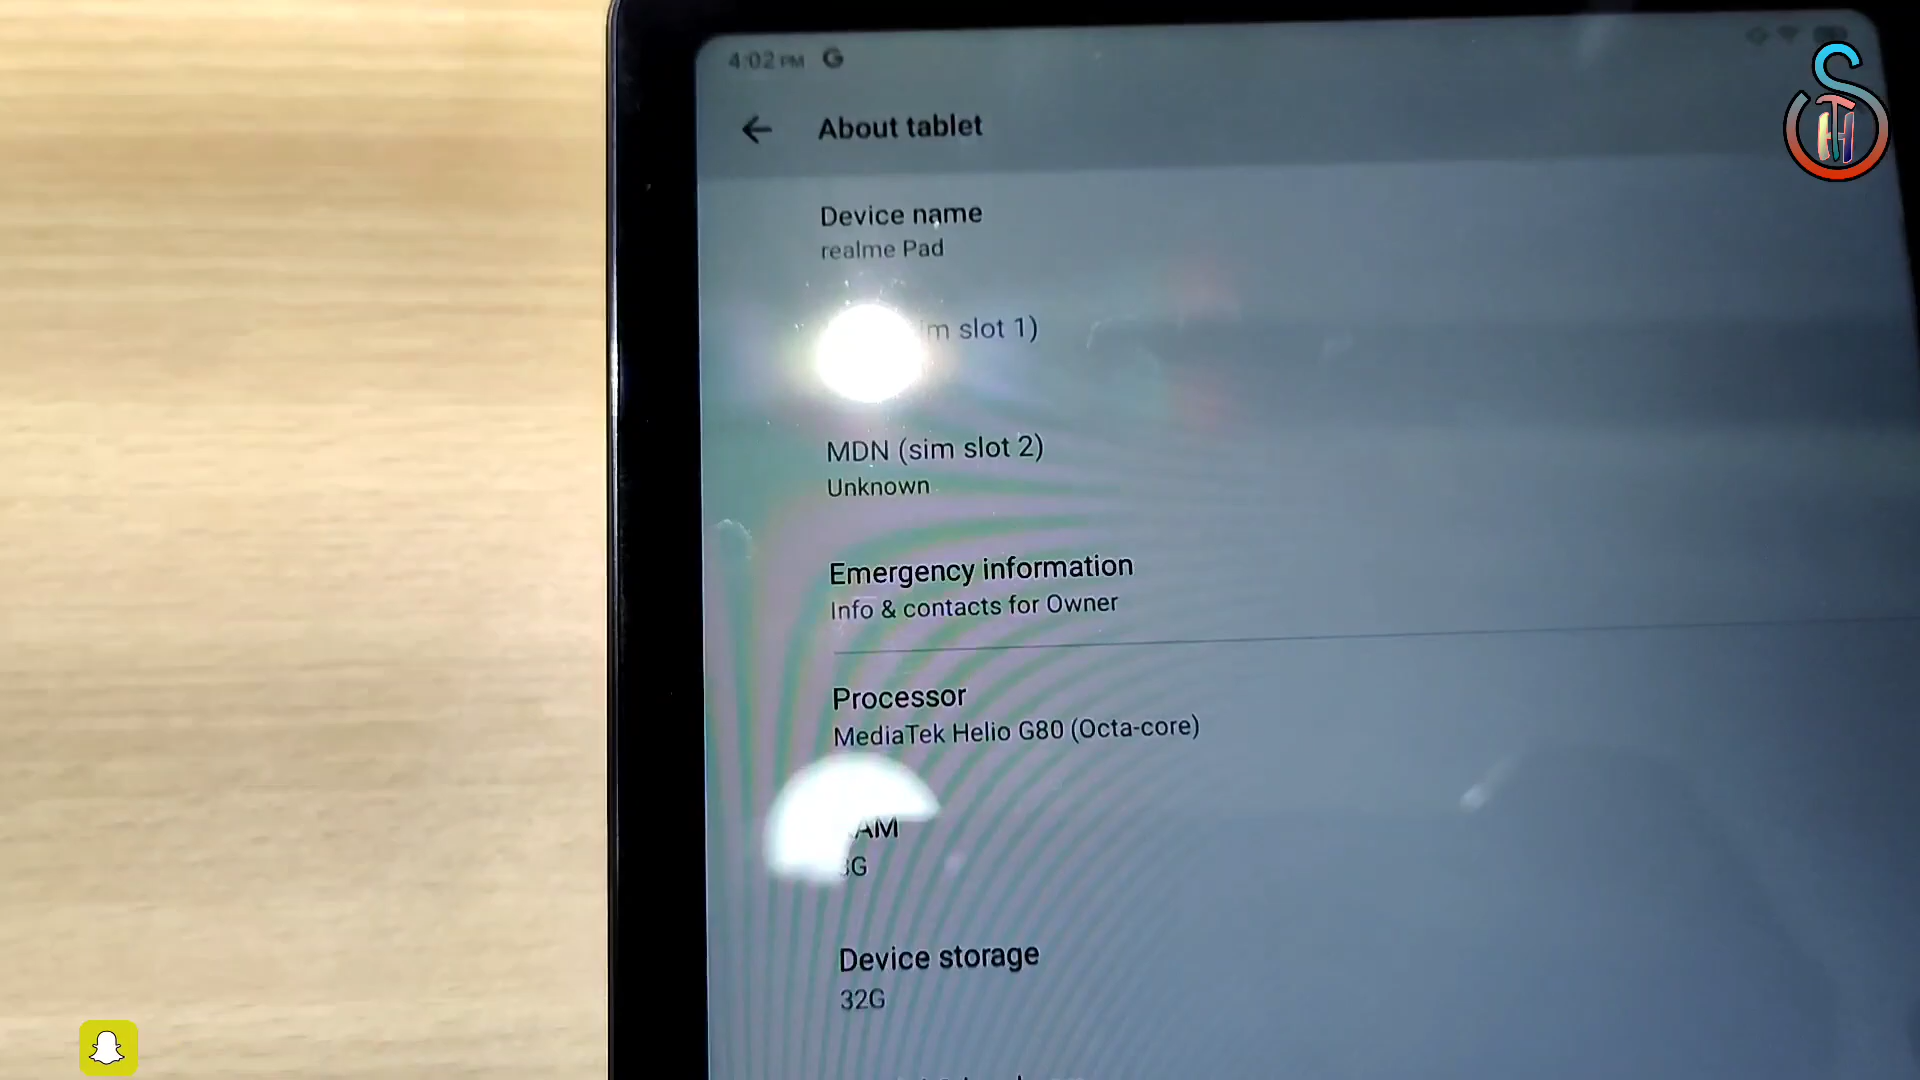 4:02 PM G
About tablet
Device name
realme Pad
slot 1)
MDN (sim slot 2)
Unknown
Emergency information
Info & contacts for Owner
Processor
MediaTek Helio G80 (Octa-core)
Device storage
32G